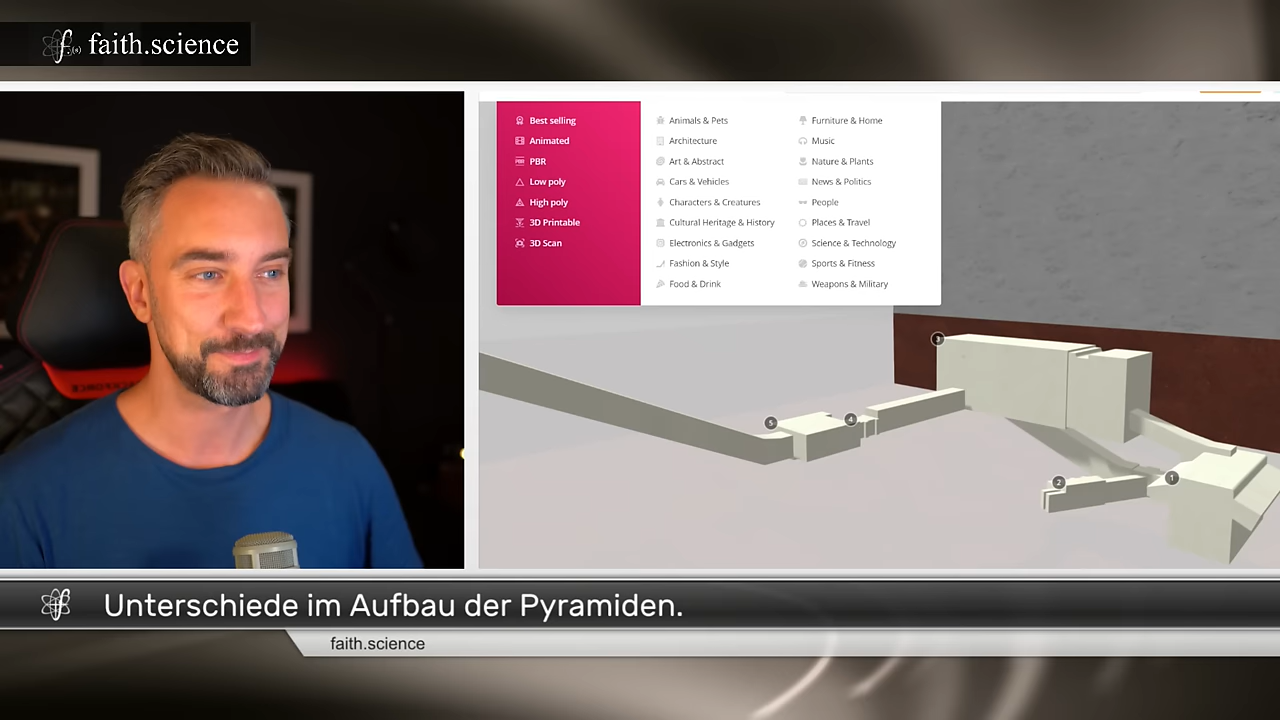 faith.science
Best selling
Animated
PBR
Low poly
High poly
3D Printable
3D Scan
Animals & Pets
Architecture
Art & Abstract
Cars & Vehicles
Characters & Creatures
Cultural Heritage & History
Electronics & Gadgets
Fashion & Style
Food & Drink
Furniture & Home
Music
Nature & Plants
News & Politics
People
Places & Travel
Science & Technology
Sports & Fitness
Weapons & Military
3
5
4
2
1
Unterschiede im Aufbau der Pyramiden.
faith.science